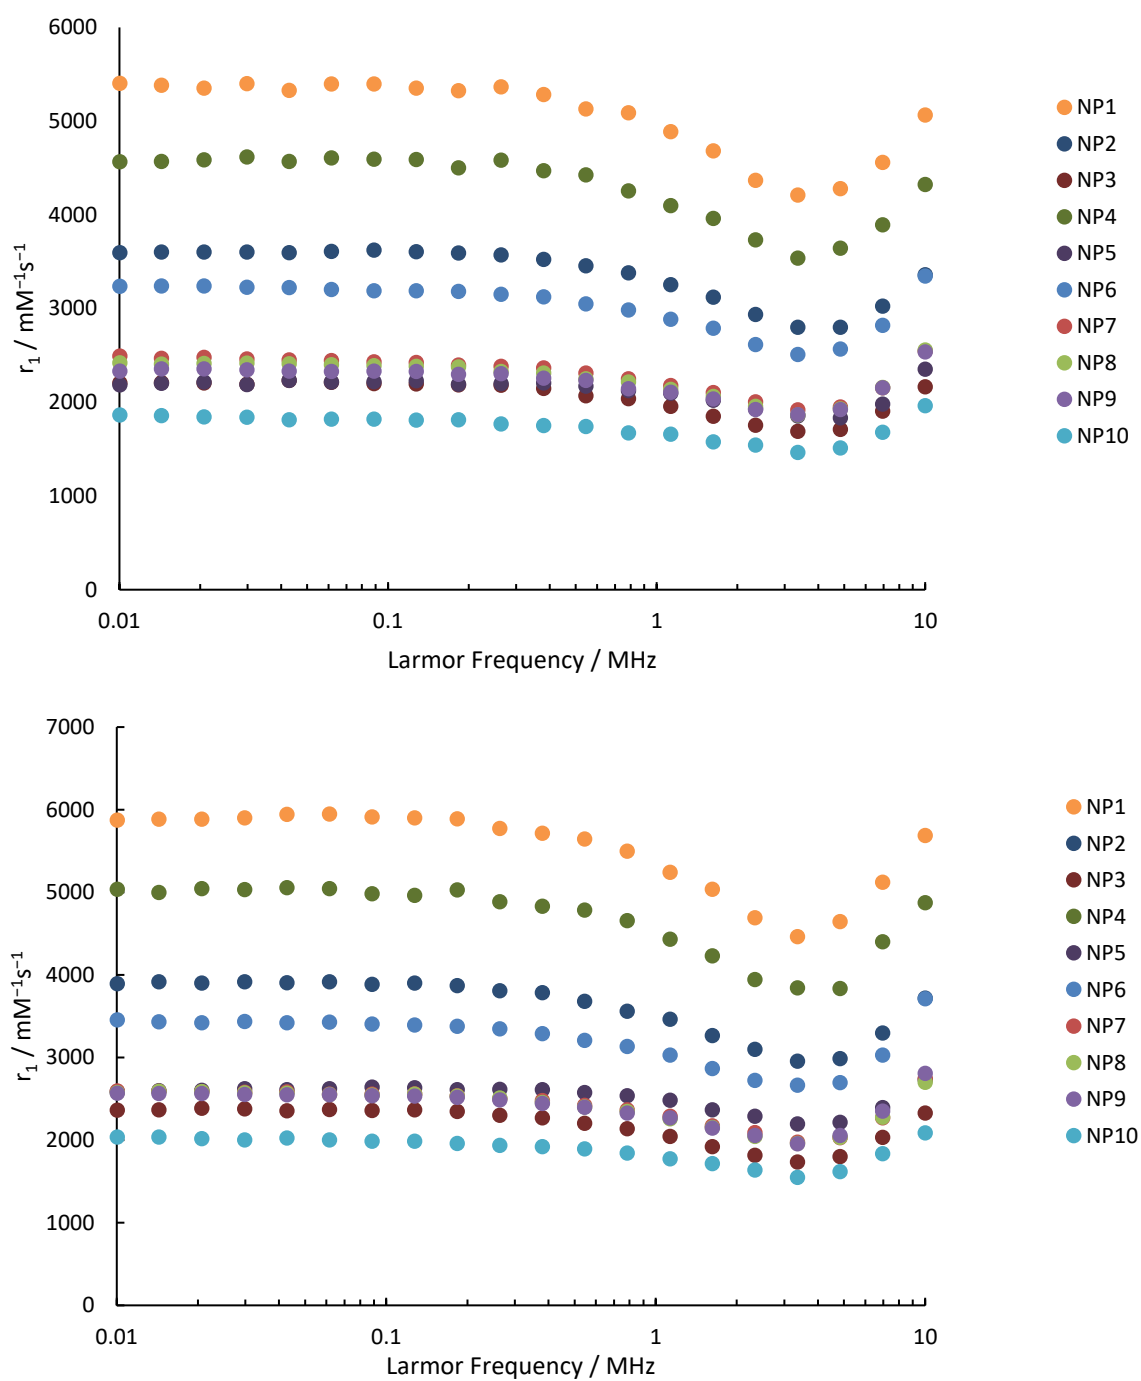 6000
5000
4000
3000
2000
1000
0
r₁ / mM⁻¹s⁻¹
0.01
0.1
1
10
Larmor Frequency / MHz
NP1
NP2
NP3
NP4
NP5
NP6
NP7
NP8
NP9
NP10
7000
6000
5000
4000
3000
2000
1000
0
r₁ / mM⁻¹s⁻¹
0.01
0.1
1
10
Larmor Frequency / MHz
NP1
NP2
NP3
NP4
NP5
NP6
NP7
NP8
NP9
NP10